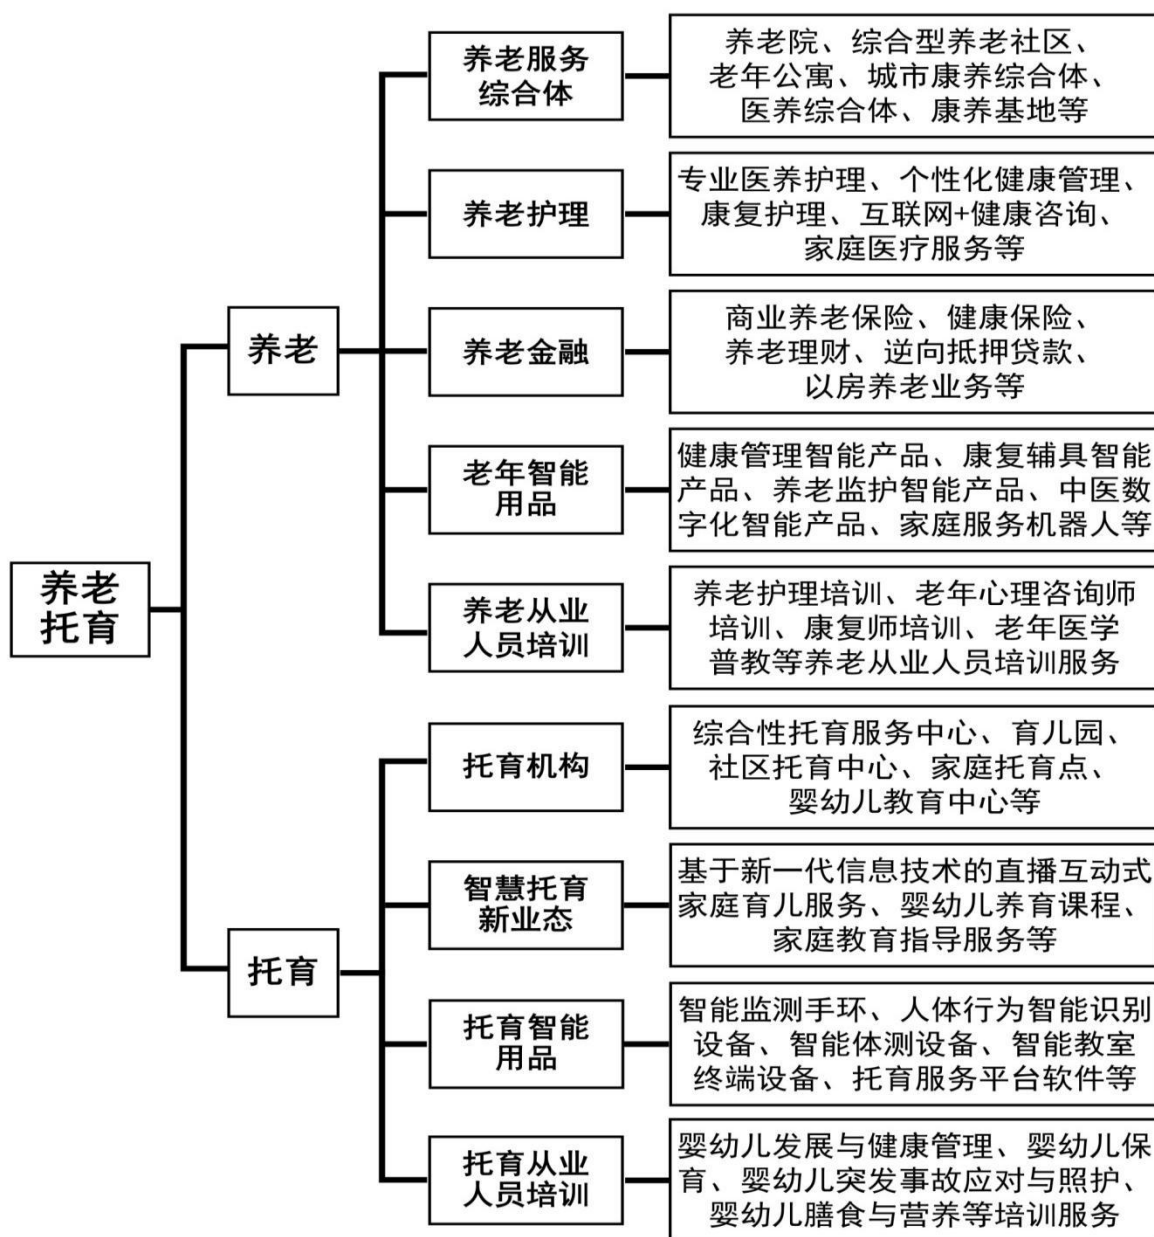 养老
托育
养老
养老服务
综合体
养老院、综合型养老社区、
老年公寓、城市康养综合体、
医养综合体、康养基地等
养老护理
专业医养护理、个性化健康管理、
康复护理、互联网+健康咨询、
家庭医疗服务等
养老金融
商业养老保险、健康保险、
养老理财、逆向抵押贷款、
以房养老业务等
老年智能
用品
健康管理智能产品、康复辅具智能
产品、养老监护智能产品、中医数
字化智能产品、家庭服务机器人等
养老从业
人员培训
养老护理培训、老年心理咨询师
培训、康复师培训、老年医学
普教等养老从业人员培训服务
托育
托育机构
综合性托育服务中心、育儿园、
社区托育中心、家庭托育点、
婴幼儿教育中心等
智慧托育
新业态
基于新一代信息技术的直播互动式
家庭育儿服务、婴幼儿养育课程、
家庭教育指导服务等
托育智能
用品
智能监测手环、人体行为智能识别
设备、智能体测设备、智能教室
终端设备、托育服务平台软件等
托育从业
人员培训
婴幼儿发展与健康管理、婴幼儿保
育、婴幼儿突发事故应对与照护、
婴幼儿膳食与营养等培训服务